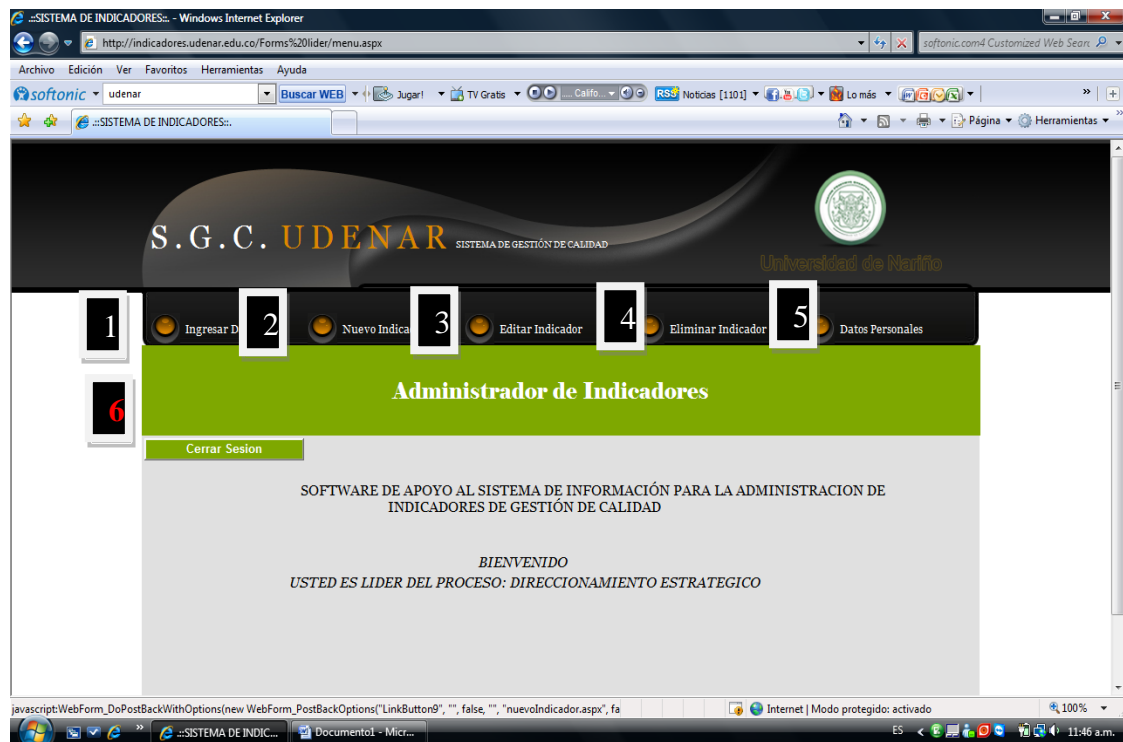 .::SISTEMA DE INDICADORES::. - Windows Internet Explorer
http://indicadores.udenar.edu.co/Forms%20lider/menu.aspx
softonic.com4 Customized Web Sear
Archivo Edición Ver Favoritos Herramientas Ayuda
softonic udenar Buscar WEB Jugar! TV Gratis .... Califo... RSS Noticias [1101] Lo más »
.::SISTEMA DE INDICADORES::. Página Herramientas »
S.G.C. UDENAR SISTEMA DE GESTIÓN DE CALIDAD
Universidad de Nariño
1 2 3 4 5
Ingresar D Nuevo Indica Editar Indicador Eliminar Indicador Datos Personales
6
Administrador de Indicadores
Cerrar Sesion
SOFTWARE DE APOYO AL SISTEMA DE INFORMACIÓN PARA LA ADMINISTRACION DE
INDICADORES DE GESTIÓN DE CALIDAD
BIENVENIDO
USTED ES LIDER DEL PROCESO: DIRECCIONAMIENTO ESTRATEGICO
javascript:WebForm_DoPostBackWithOptions(new WebForm_PostBackOptions("LinkButton9", "", false, "", "nuevoIndicador.aspx", fa Internet | Modo protegido: activado 100%
» .::SISTEMA DE INDIC... Documento1 - Micr... ES 11:46 a.m.